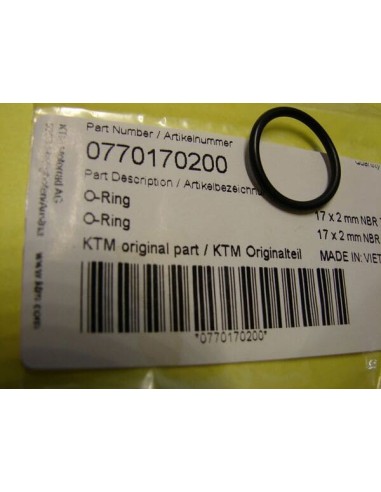 Part Number / Artikelnummer
0770170200
Part Description / Artikelbezeichnu
O-Ring 17 x 2 mm NBR
O-Ring 17 x 2 mm NBR
KTM original part / KTM Originalteil MADE IN: VIET
*0770170200*
www.ktm.com